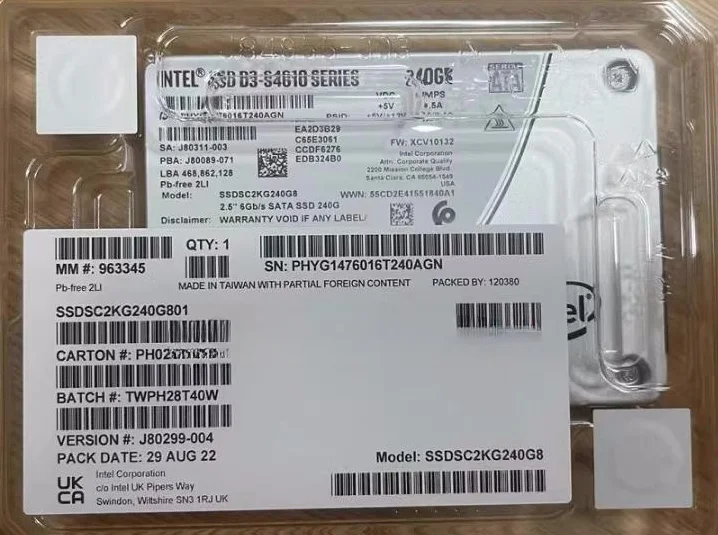 INTEL® SSD D3-S4610 SERIES 240GB
SERIAL
SATA
+5V
EA2D3B29
C65E3061
CCDF6276
EDB324B0
SA: J80311-003
PBA: J80089-071
LBA 468,862,128
Pb-free 2LI
Model: SSDSC2KG240G8
2.5" 6Gb/s SATA SSD 240G
Disclaimer: WARRANTY VOID IF ANY LABEL/
FW: XCV10132
Intel Corporation
Attn. Corporate Quality
2200 Mission College Blvd.
Santa Clara, CA 95054-1549
USA
WWN: 55CD2E41551840A1
intel
QTY: 1
MM #: 963345
SN: PHYG1476016T240AGN
Pb-free 2LI
MADE IN TAIWAN WITH PARTIAL FOREIGN CONTENT
PACKED BY: 120380
SSDSC2KG240G801
CARTON #:
BATCH #: TWPH28T40W
VERSION #: J80299-004
PACK DATE: 29 AUG 22
Model: SSDSC2KG240G8
UK
CA
Intel Corporation
c/o Intel UK Pipers Way
Swindon, Wiltshire SN3 1RJ UK